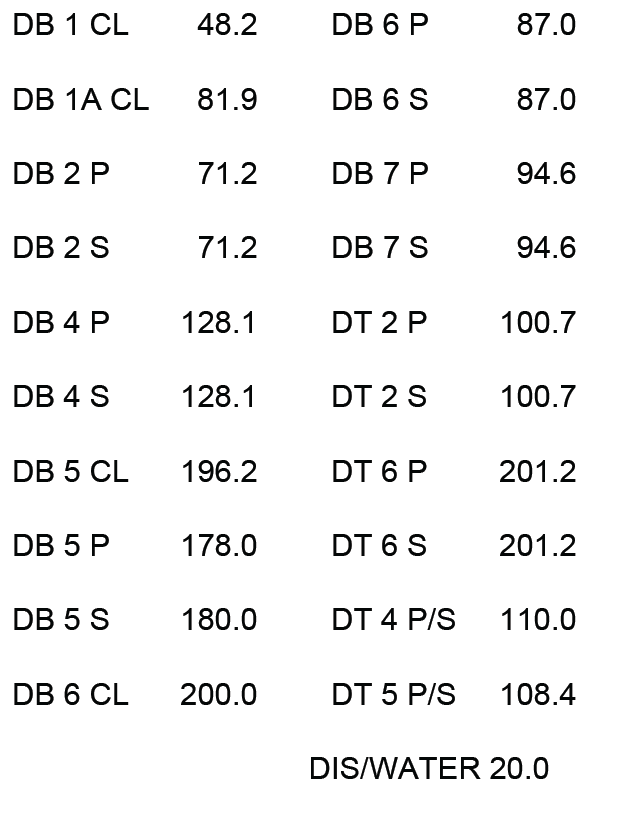 DB 1 CL 48.2 DB 6 P 87.0
DB 1A CL 81.9 DB 6 S 87.0
DB 2 P 71.2 DB 7 P 94.6
DB 2 S 71.2 DB 7 S 94.6
DB 4 P 128.1 DT 2 P 100.7
DB 4 S 128.1 DT 2 S 100.7
DB 5 CL 196.2 DT 6 P 201.2
DB 5 P 178.0 DT 6 S 201.2
DB 5 S 180.0 DT 4 P/S 110.0
DB 6 CL 200.0 DT 5 P/S 108.4
DIS/WATER 20.0